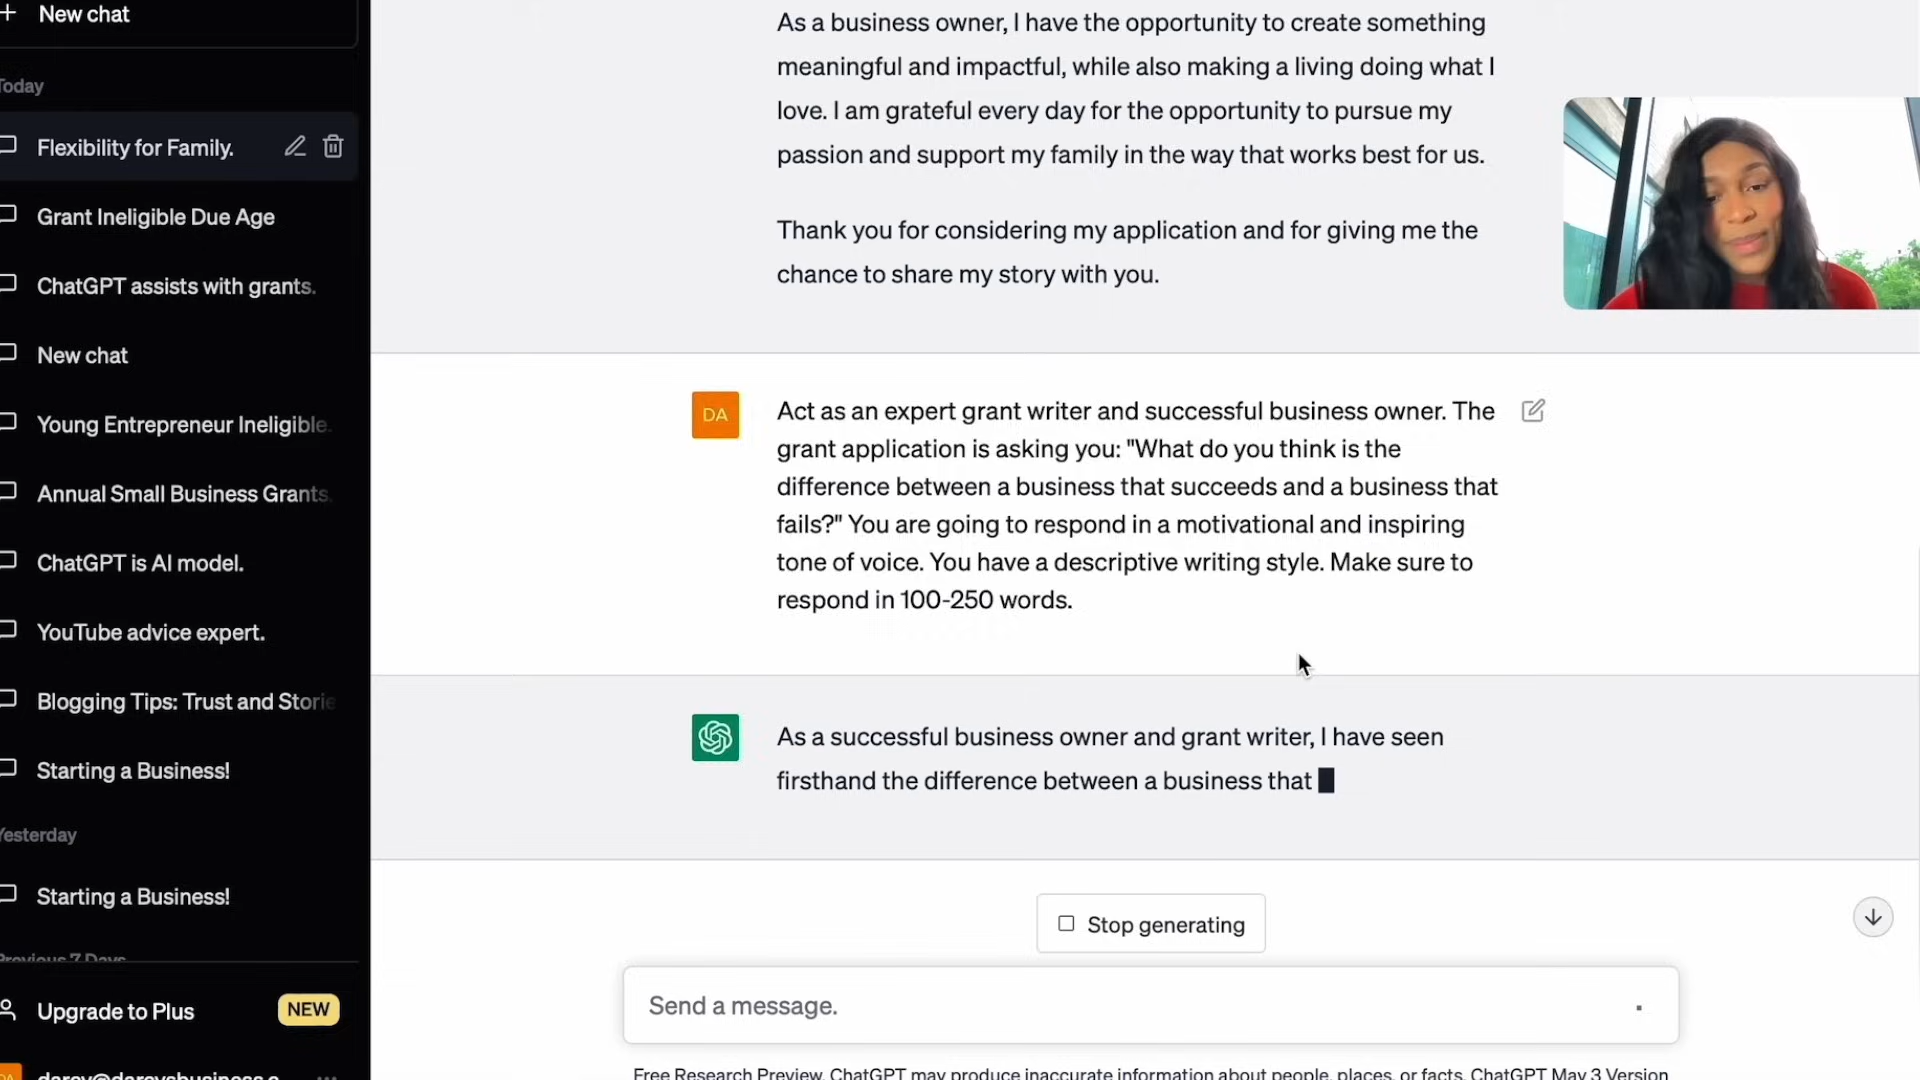 New chat
Today
Flexibility for Family.
Grant Ineligible Due Age
ChatGPT assists with grants.
New chat
Young Entrepreneur Ineligible.
Annual Small Business Grants.
ChatGPT is AI model.
YouTube advice expert.
Blogging Tips: Trust and Storie
Starting a Business!
Yesterday
Starting a Business!
Previous 7 Days
Upgrade to Plus NEW
As a business owner, I have the opportunity to create something
meaningful and impactful, while also making a living doing what I
love. I am grateful every day for the opportunity to pursue my
passion and support my family in the way that works best for us.
Thank you for considering my application and for giving me the
chance to share my story with you.
DA
Act as an expert grant writer and successful business owner. The
grant application is asking you: "What do you think is the
difference between a business that succeeds and a business that
fails?" You are going to respond in a motivational and inspiring
tone of voice. You have a descriptive writing style. Make sure to
respond in 100-250 words.
As a successful business owner and grant writer, I have seen
firsthand the difference between a business that
Stop generating
Send a message.
Free Research Preview. ChatGPT may produce inaccurate information about people, places, or facts. ChatGPT May 3 Version